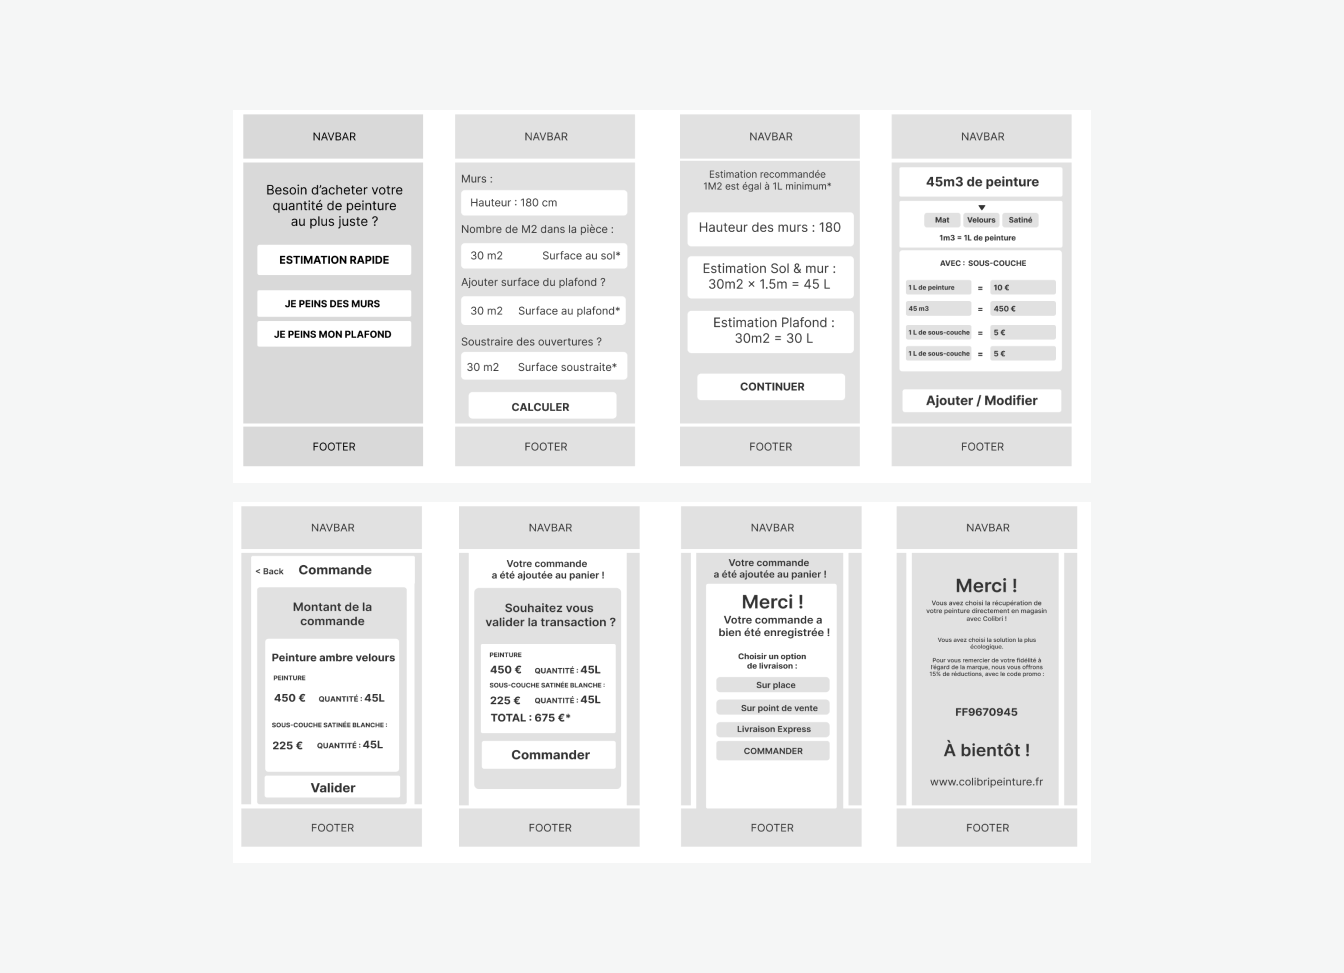 NAVBAR
Besoin d'acheter votre
quantité de peinture
au plus juste ?
ESTIMATION RAPIDE
JE PEINS DES MURS
JE PEINS MON PLAFOND
FOOTER
NAVBAR
Murs :
Hauteur : 180 cm
Nombre de M2 dans la pièce :
30 m2 Surface au sol*
Ajouter surface du plafond ?
30 m2 Surface au plafond*
Soustraire des ouvertures ?
30 m2 Surface soustraite*
CALCULER
FOOTER
NAVBAR
Estimation recommandée
1M2 est égal à 1L minimum*
Hauteur des murs : 180
Estimation Sol & mur :
30m2 × 1.5m = 45 L
Estimation Plafond :
30m2 = 30 L
CONTINUER
FOOTER
NAVBAR
45m3 de peinture
Mat Velours Satiné
1m3 = 1L de peinture
AVEC : SOUS-COUCHE
1 L de peinture = 10 €
45 m3 = 450 €
1 L de sous-couche = 5 €
1 L de sous-couche = 5 €
Ajouter / Modifier
FOOTER
NAVBAR
< Back Commande
Montant de la
commande
Peinture ambre velours
PEINTURE
450 € QUANTITÉ : 45L
SOUS-COUCHE SATINÉE BLANCHE :
225 € QUANTITÉ : 45L
Valider
FOOTER
NAVBAR
Votre commande
a été ajoutée au panier !
Souhaitez vous
valider la transaction ?
PEINTURE
450 € QUANTITÉ : 45L
SOUS-COUCHE SATINÉE BLANCHE :
225 € QUANTITÉ : 45L
TOTAL : 675 €*
Commander
FOOTER
NAVBAR
Votre commande
a été ajoutée au panier !
Merci !
Votre commande a
bien été enregistrée !
Choisir un option
de livraison :
Sur place
Sur point de vente
Livraison Express
COMMANDER
FOOTER
NAVBAR
Merci !
Vous avez choisi la récupération de
votre peinture directement en magasin
avec Colibri !
Vous avez choisi la solution la plus
écologique.
Pour vous remercier de votre fidélité à
l'égard de la marque, nous vous offrons
15% de réductions, avec le code promo :
FF9670945
À bientôt !
www.colibripeinture.fr
FOOTER